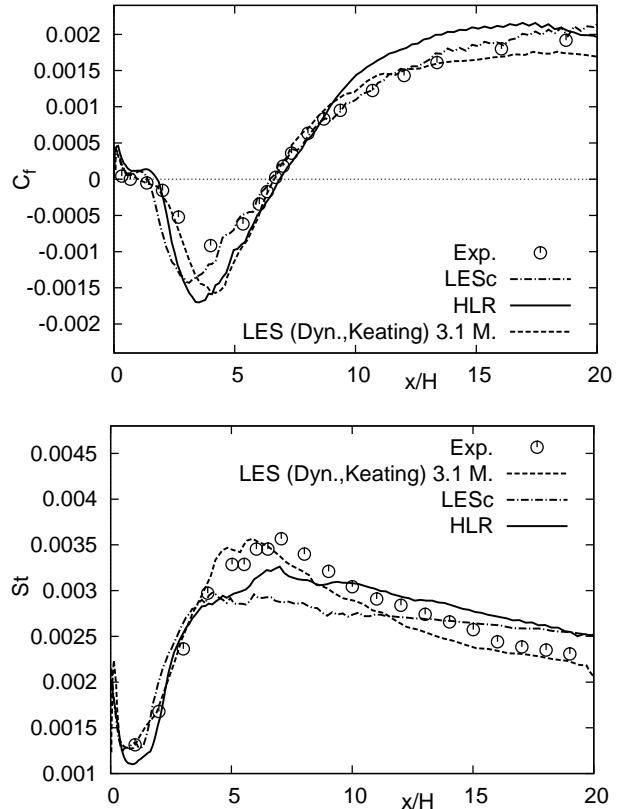 0.002
0.0015
0.001
0.0005
0
-0.0005
-0.001
-0.0015
-0.002
C_f
Exp.
LESc
HLR
LES (Dyn.,Keating) 3.1 M.
0 5 10 15 20
x/H
0.0045
0.004
0.0035
0.003
0.0025
0.002
0.0015
0.001
St
Exp.
LES (Dyn.,Keating) 3.1 M.
LESc
HLR
0 5 10 15 20
x/H